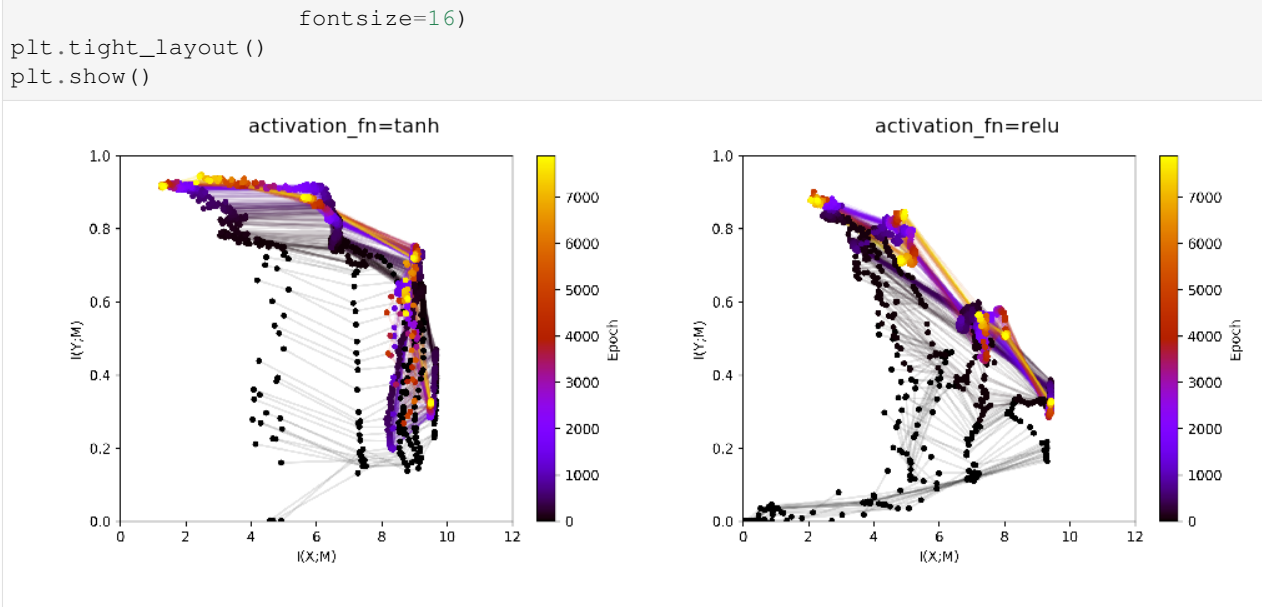 fontsize=16)
plt.tight_layout()
plt.show()
activation_fn=tanh
1.0
0.8
0.6
0.4
0.2
0.0
I(Y;M)
0 2 4 6 8 10 12
I(X;M)
7000
6000
5000
4000
3000
2000
1000
0
Epoch
activation_fn=relu
1.0
0.8
0.6
0.4
0.2
0.0
I(Y;M)
0 2 4 6 8 10 12
I(X;M)
7000
6000
5000
4000
3000
2000
1000
0
Epoch